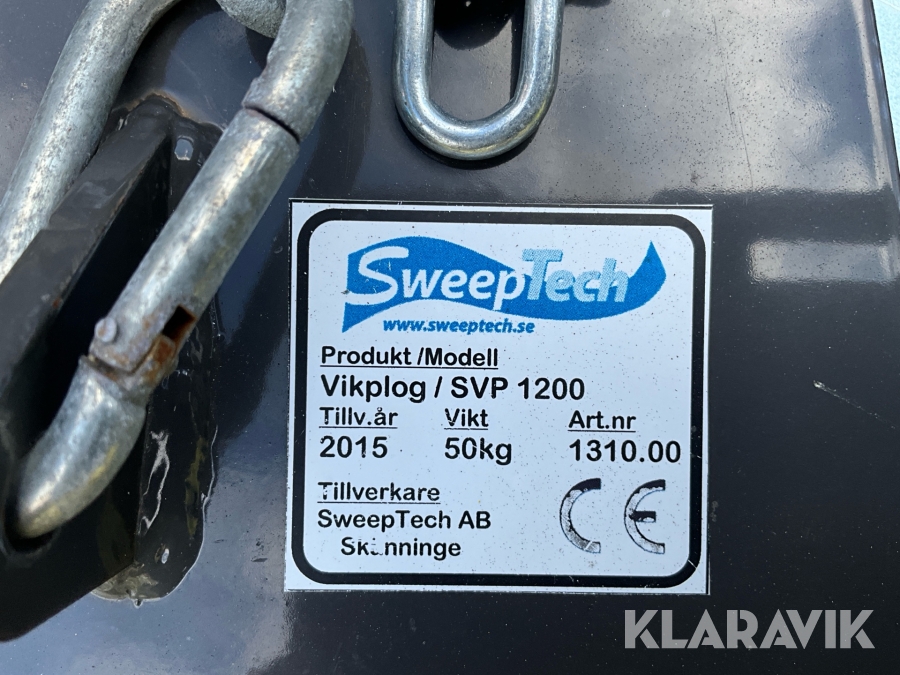 SweepTech
www.sweeptech.se
Produkt /Modell
Vikplog / SVP 1200
Tillv.år Vikt Art.nr
2015 50kg 1310.00
Tillverkare
SweepTech AB
Skänninge
CE
KLARAVIK